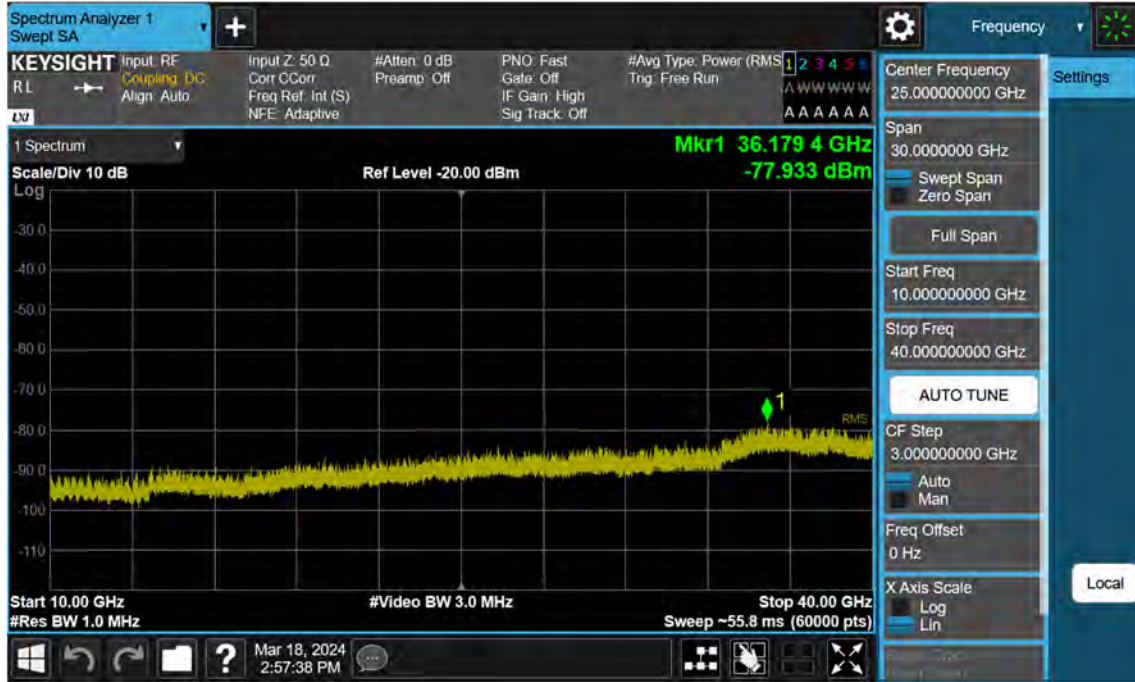 Spectrum Analyzer 1
Swept SA
+
Frequency
KEYSIGHT
RL
LXI
Input: RF
Coupling: DC
Align: Auto
Input Z: 50 Ω
Corr CCorr
Freq Ref: Int (S)
NFE: Adaptive
#Atten: 0 dB
Preamp: Off
PNO: Fast
Gate: Off
IF Gain: High
Sig Track: Off
#Avg Type: Power (RMS
Trig: Free Run
1 2 3 4 5 6
A W W W W W
A A A A A A
1 Spectrum
Scale/Div 10 dB
Log
Ref Level -20.00 dBm
Mkr1 36.179 4 GHz
-77.933 dBm
-30.0
-40.0
-50.0
-60.0
-70.0
-80.0
-90.0
-100
-110
1
RMS
Start 10.00 GHz
#Res BW 1.0 MHz
#Video BW 3.0 MHz
Stop 40.00 GHz
Sweep ~55.8 ms (60000 pts)
Center Frequency
25.000000000 GHz
Span
30.0000000 GHz
Swept Span
Zero Span
Full Span
Start Freq
10.000000000 GHz
Stop Freq
40.000000000 GHz
AUTO TUNE
CF Step
3.000000000 GHz
Auto
Man
Freq Offset
0 Hz
X Axis Scale
Log
Lin
Settings
Local
?
Mar 18, 2024
2:57:38 PM